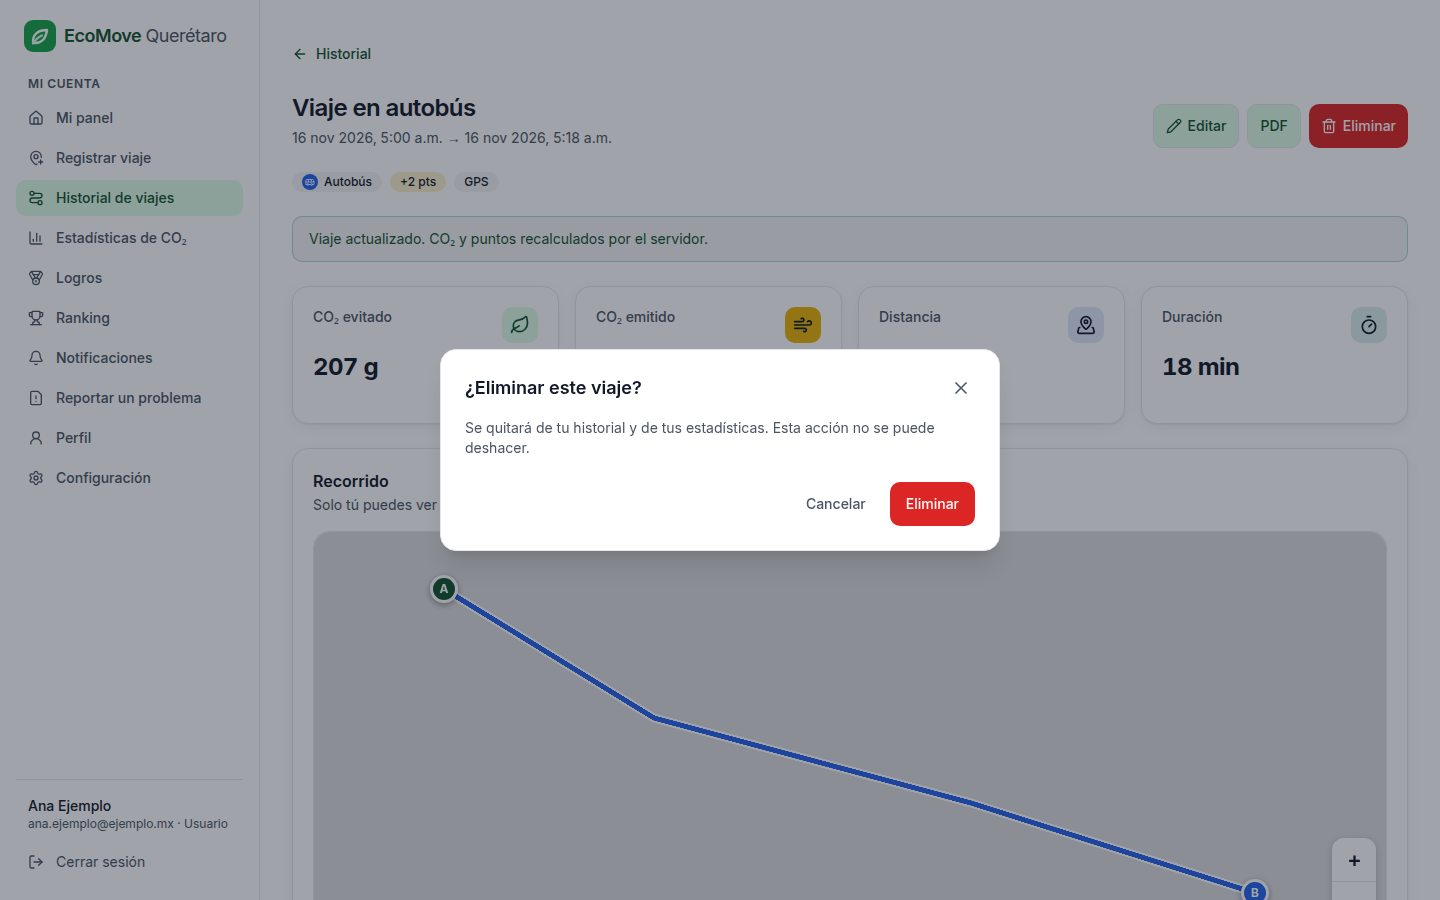 EcoMove Querétaro
MI CUENTA
Mi panel
Registrar viaje
Historial de viajes
Estadísticas de CO₂
Logros
Ranking
Notificaciones
Reportar un problema
Perfil
Configuración
Ana Ejemplo
ana.ejemplo@ejemplo.mx · Usuario
Cerrar sesión
← Historial
Viaje en autobús
16 nov 2026, 5:00 a.m. → 16 nov 2026, 5:18 a.m.
Editar
PDF
Eliminar
Autobús
+2 pts
GPS
Viaje actualizado. CO₂ y puntos recalculados por el servidor.
CO₂ evitado
207 g
CO₂ emitido
Distancia
Duración
18 min
¿Eliminar este viaje?
Se quitará de tu historial y de tus estadísticas. Esta acción no se puede
deshacer.
Cancelar
Eliminar
Recorrido
Solo tú puedes ver
A
B
+